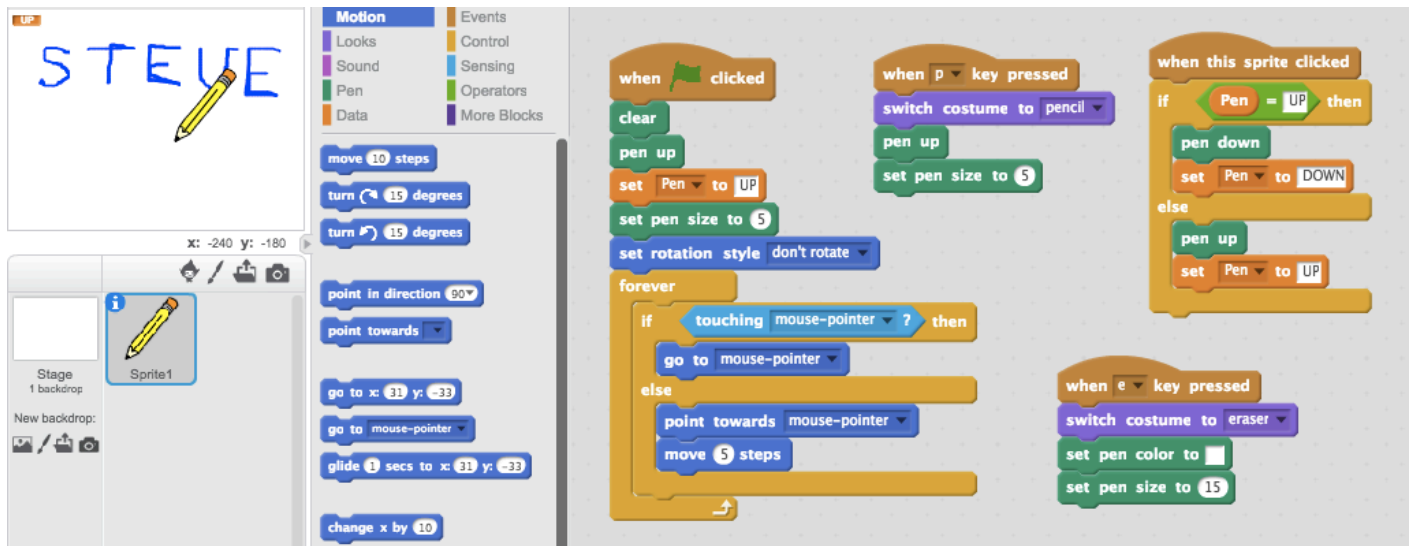 UP
STEVE
x: -240 y: -180
Stage
1 backdrop
New backdrop:
Sprite1
Motion
Looks
Sound
Pen
Data
Events
Control
Sensing
Operators
More Blocks
move 10 steps
turn 15 degrees
turn 15 degrees
point in direction 90
point towards
go to x: 31 y: -33
go to mouse-pointer
glide 1 secs to x: 31 y: -33
change x by 10
when clicked
clear
pen up
set Pen to UP
set pen size to 5
set rotation style don't rotate
forever
if touching mouse-pointer ? then
go to mouse-pointer
else
point towards mouse-pointer
move 5 steps
when p key pressed
switch costume to pencil
pen up
set pen size to 5
when this sprite clicked
if Pen = UP then
pen down
set Pen to DOWN
else
pen up
set Pen to UP
when e key pressed
switch costume to eraser
set pen color to
set pen size to 15